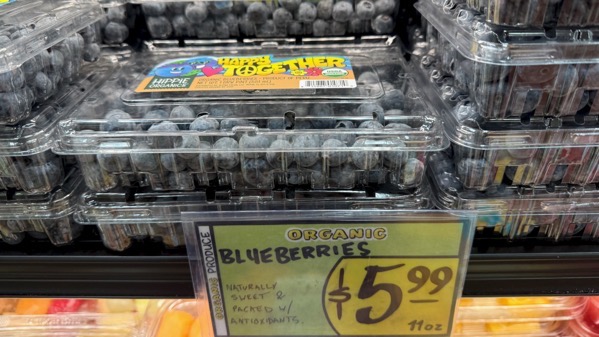 HAPPY
TOGETHER
HIPPIE
ORGANICS
ORGANIC
PRODUCE
ORGANIC
BLUEBERRIES
NATURALLY
SWEET &
PACKED W/
ANTIOXIDANTS.
$5.99
11oz